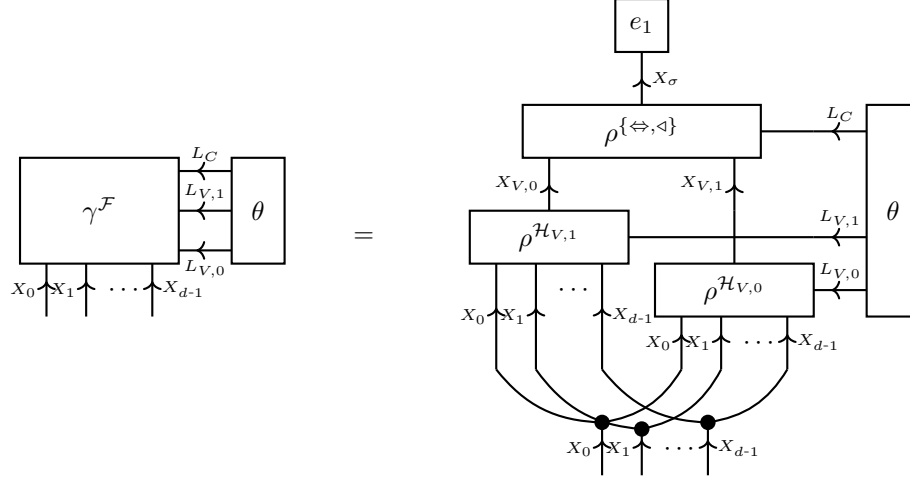 e₁
X_σ
ρ^{⇔,◁}
L_C
L_C
L_{V,1}
γ^ℱ
θ
L_{V,0}
X_0 X_1 ··· X_{d-1}
=
X_{V,0}
X_{V,1}
ρ^{ℋ_{V,1}}
L_{V,1}
θ
ρ^{ℋ_{V,0}}
L_{V,0}
···
X_0 X_1 X_{d-1}
X_0 X_1 ··· X_{d-1}
X_0 X_1 ··· X_{d-1}